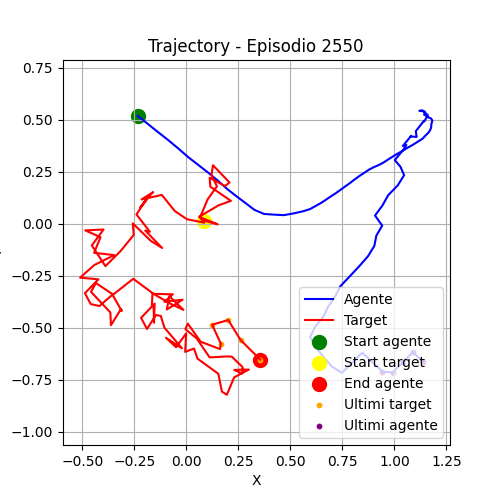 Trajectory - Episodio 2550
0.75
0.50
0.25
0.00
−0.25
−0.50
−0.75
−1.00
Agente
Target
Start agente
Start target
End agente
Ultimi target
Ultimi agente
−0.50 −0.25 0.00 0.25 0.50 0.75 1.00 1.25
X